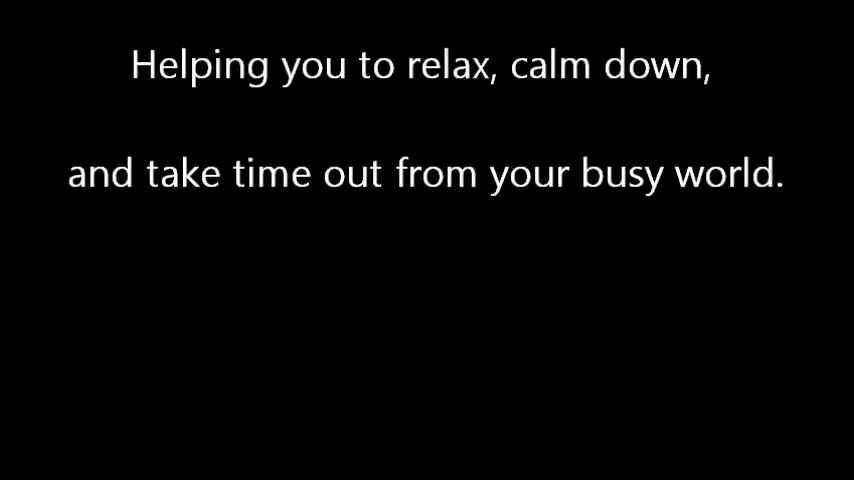 Helping you to relax, calm down,
and take time out from your busy world.